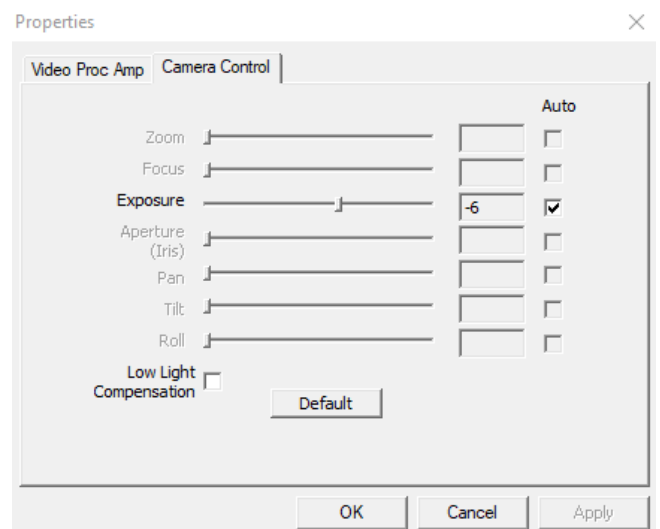 Properties
Video Proc Amp
Camera Control
Auto
Zoom
Focus
Exposure
-6
Aperture
(Iris)
Pan
Tilt
Roll
Low Light
Compensation
Default
OK
Cancel
Apply